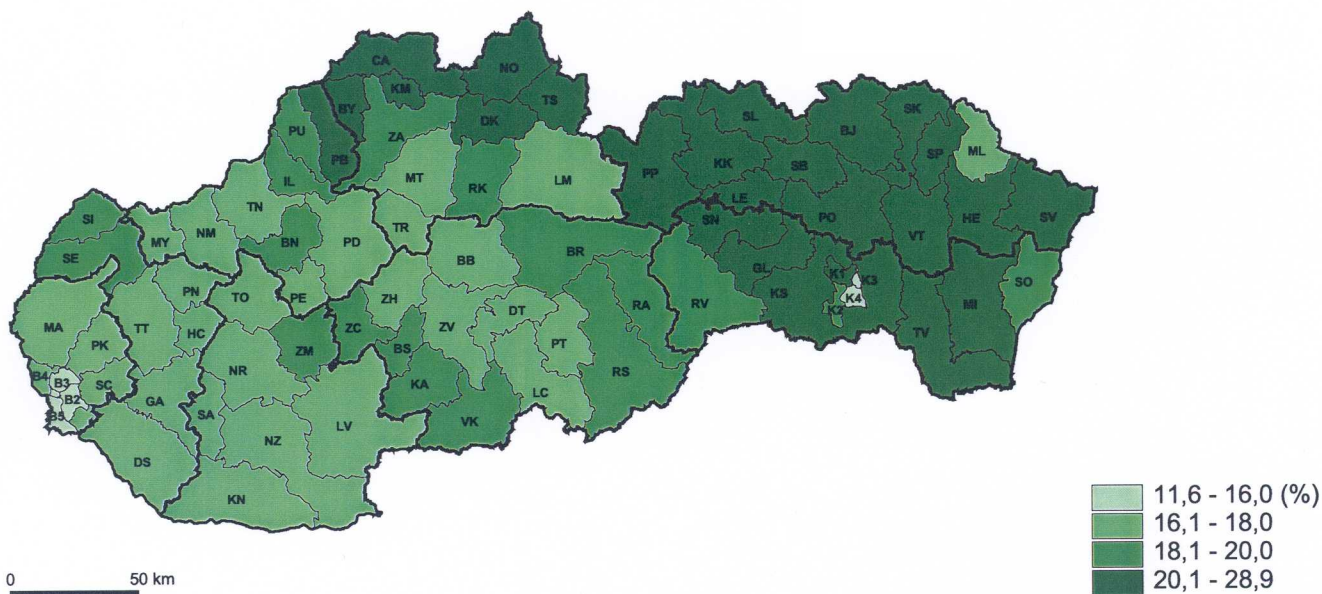 CA
NO
KM
BY
TS
PU
ZA
DK
SL
BJ
SK
PB
SP
ML
IL
MT
RK
LM
PP
KK
SB
TN
LE
SI
MY
NM
BN
PD
TR
SN
PO
VT
HE
SV
SE
BB
BR
PN
TO
PE
ZH
GL
K1
K3
SO
MA
TT
HC
ZC
ZV
DT
RA
RV
KS
K4
K2
MI
PK
ZM
BS
PT
TV
B4
B3
SC
NR
KA
RS
B2
GA
LC
B5
SA
NZ
LV
VK
DS
KN
11,6 - 16,0 (%)
16,1 - 18,0
18,1 - 20,0
20,1 - 28,9
0 50 km